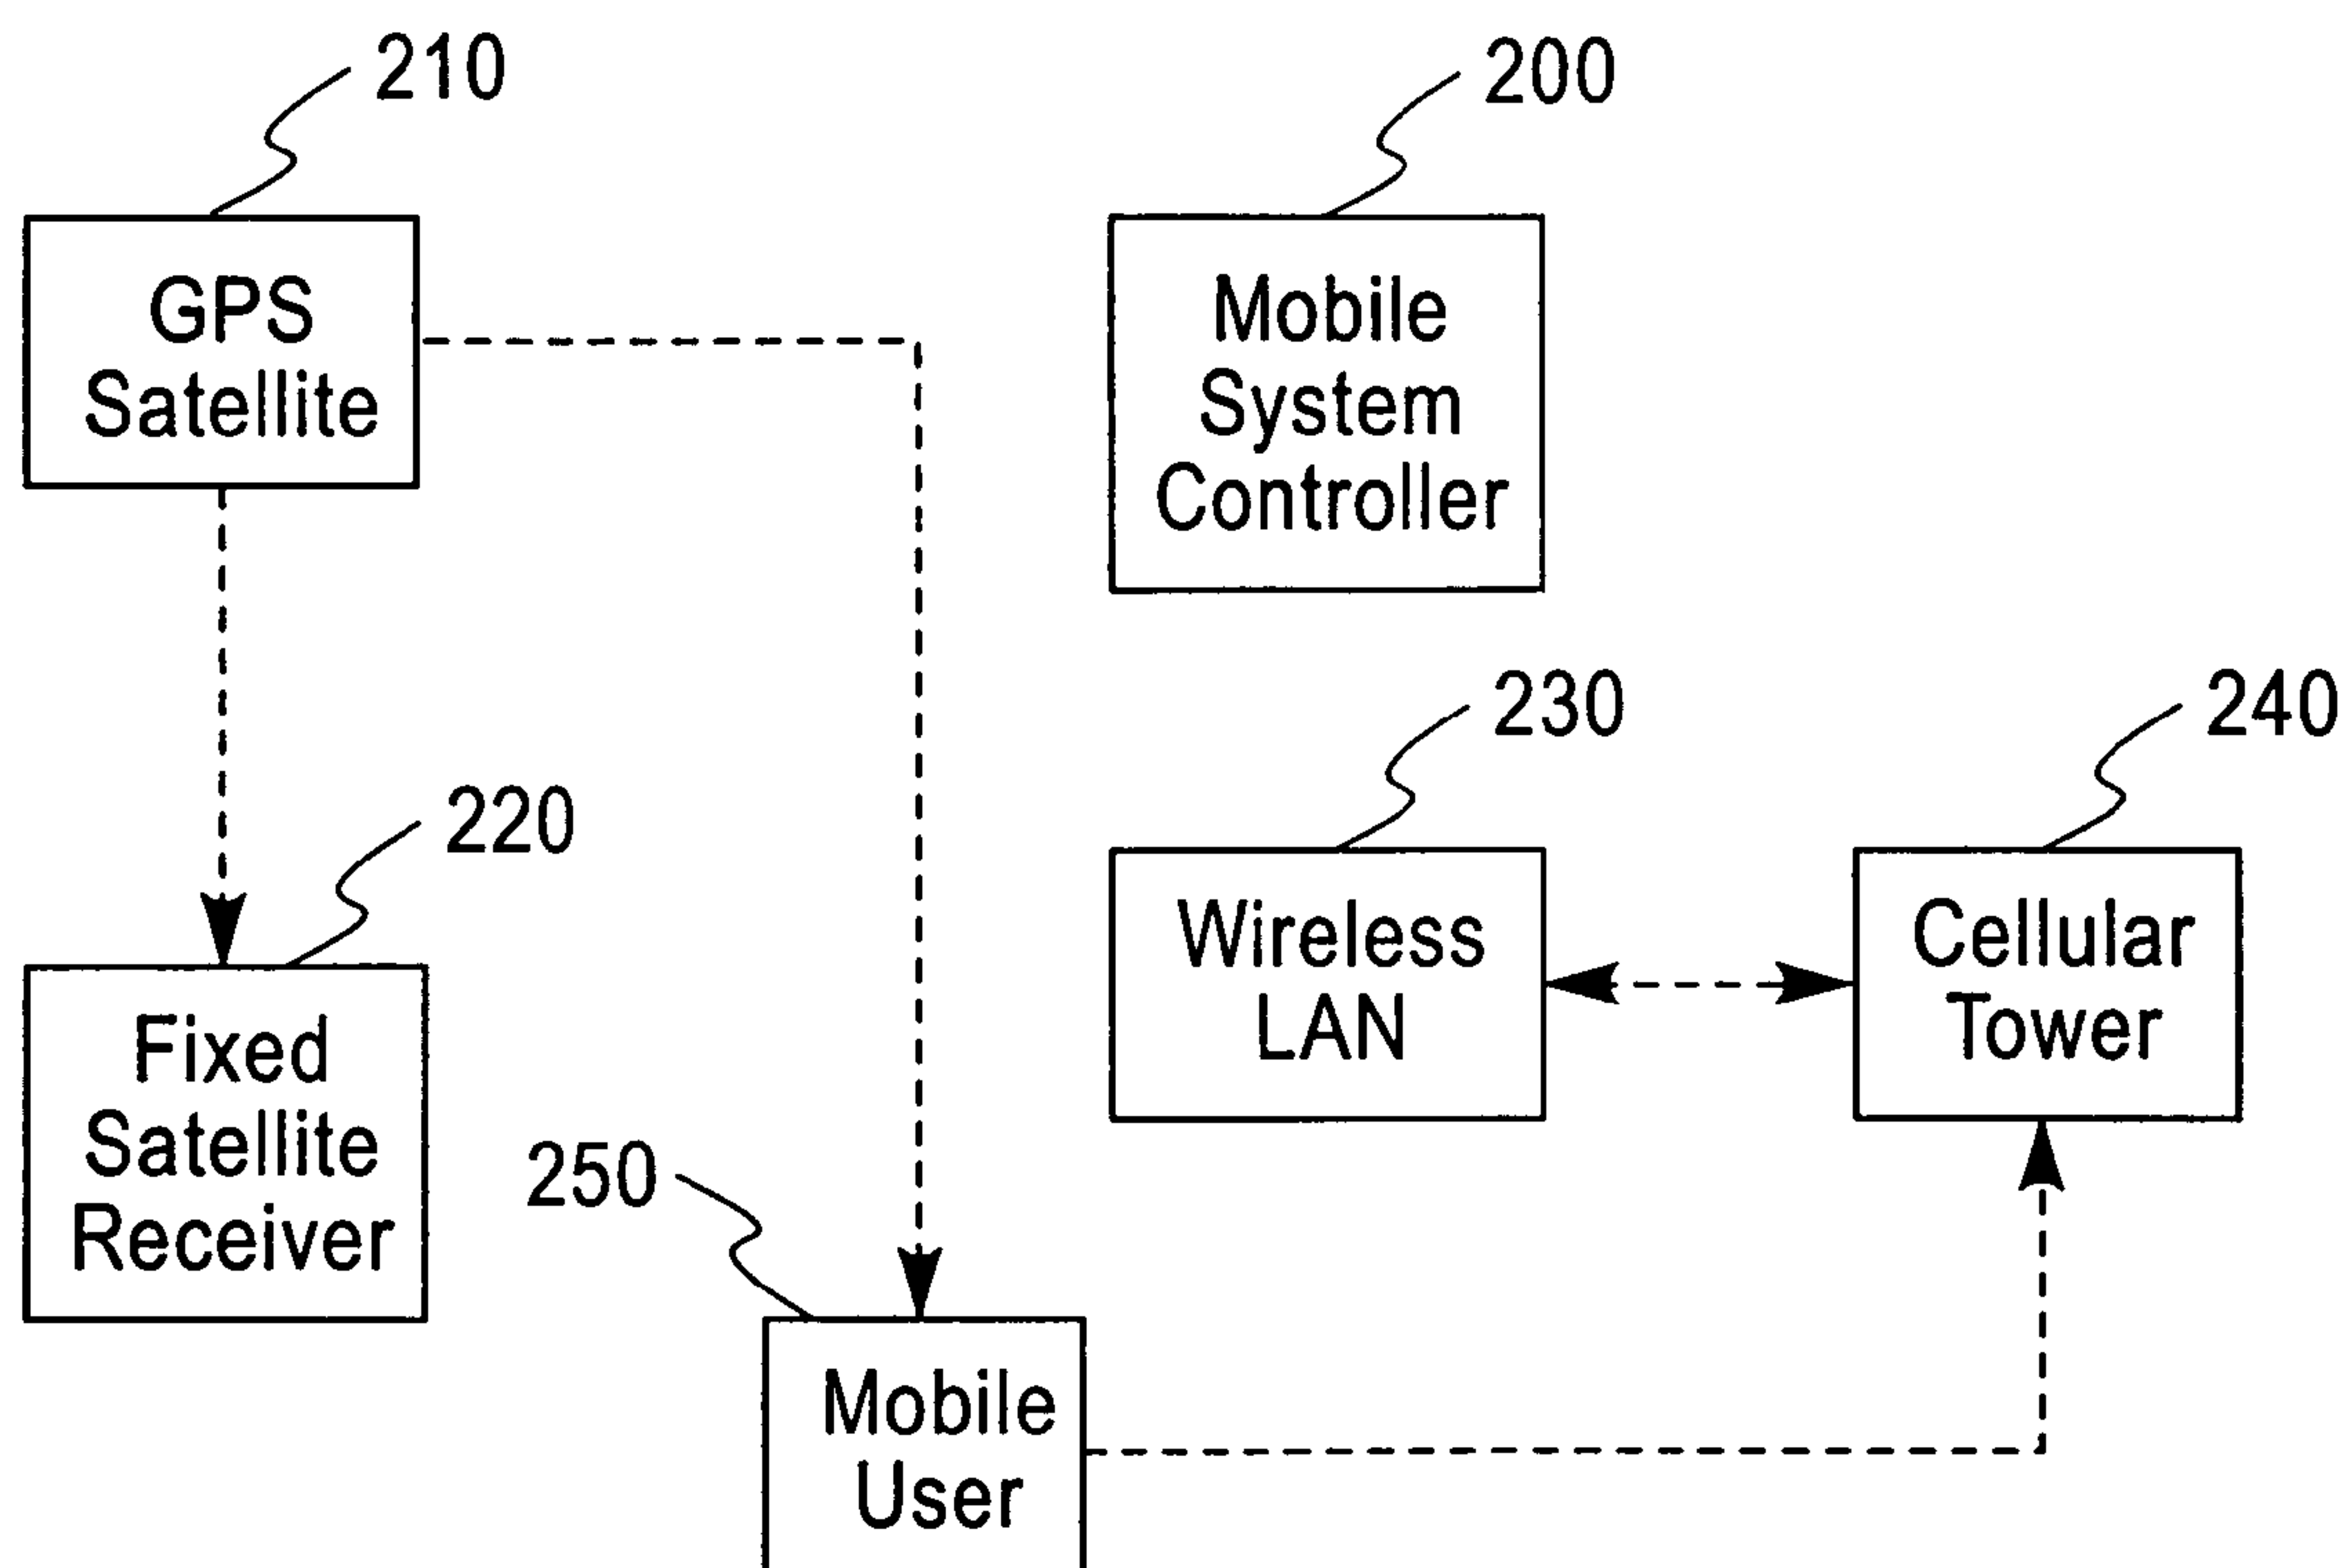 210
200
GPS
Satellite
Mobile
System
Controller
230
240
220
Wireless
LAN
Cellular
Tower
Fixed
Satellite
Receiver
250
Mobile
User